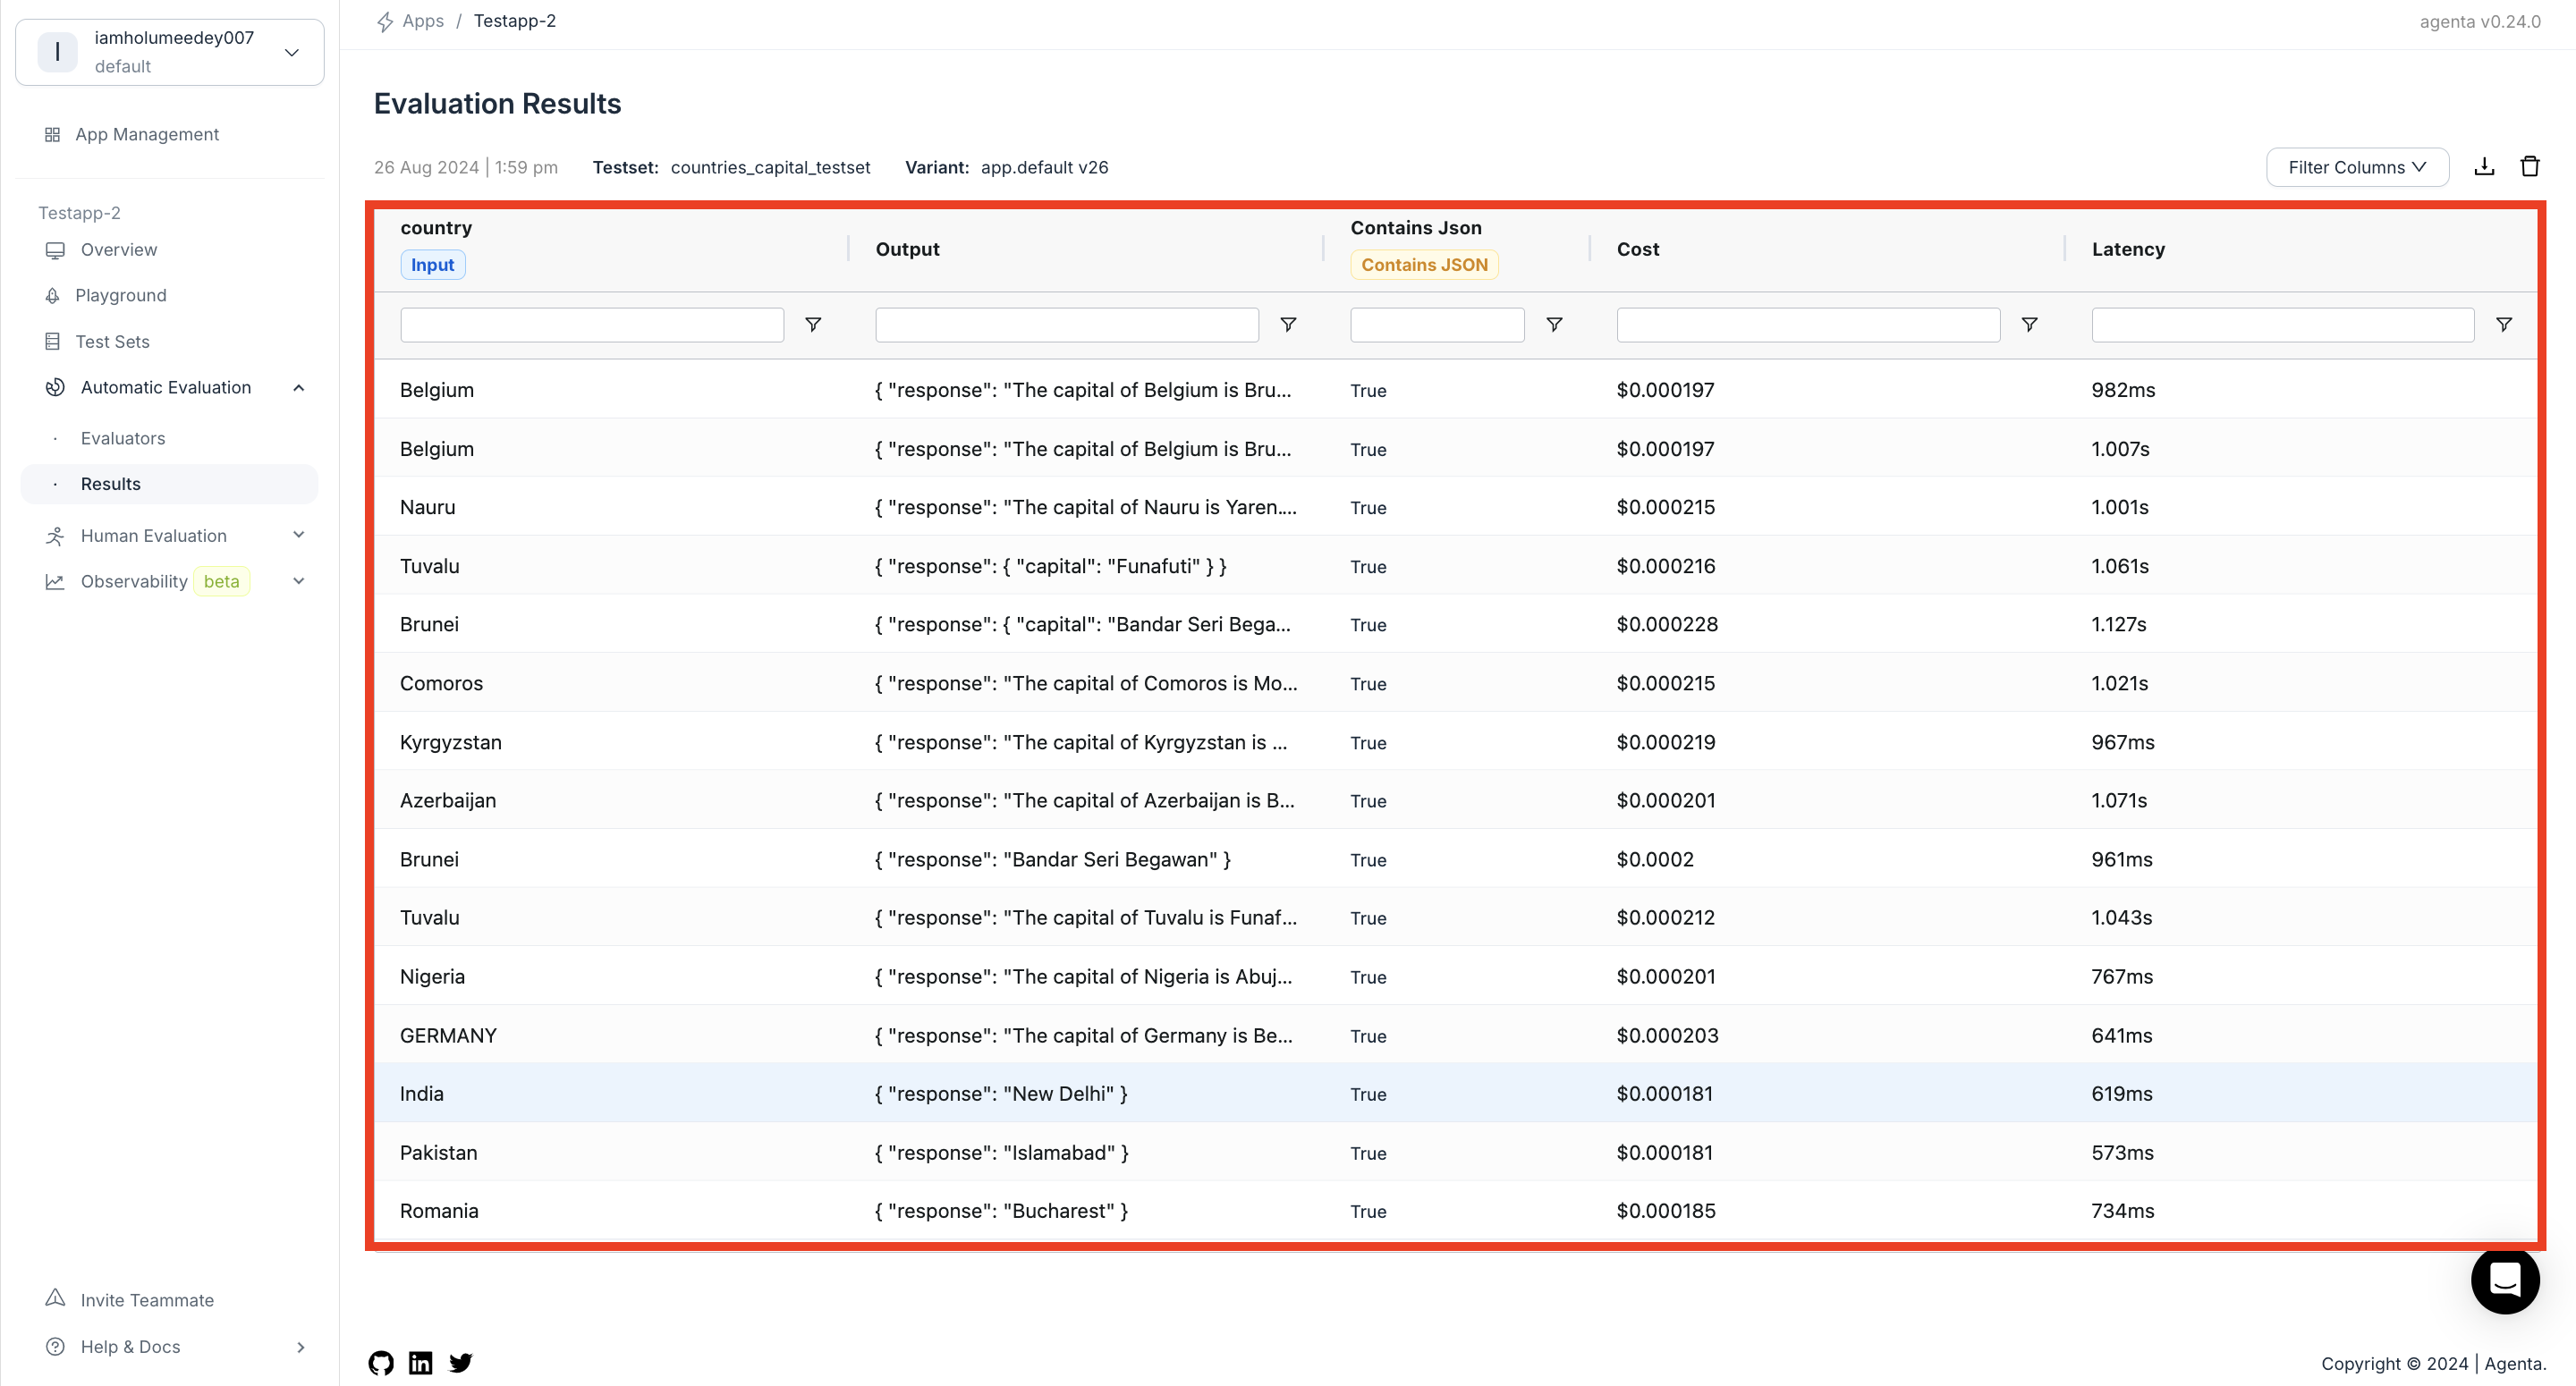 I
iamholumeedey007
default
App Management
Testapp-2
Overview
Playground
Test Sets
Automatic Evaluation
· Evaluators
· Results
Human Evaluation
Observability beta
Invite Teammate
Help & Docs
Apps / Testapp-2
agenta v0.24.0
Evaluation Results
26 Aug 2024 | 1:59 pm Testset: countries_capital_testset Variant: app.default v26
Filter Columns
country Input Output Contains Json Contains JSON Cost Latency
Belgium { "response": "The capital of Belgium is Bru... True $0.000197 982ms
Belgium { "response": "The capital of Belgium is Bru... True $0.000197 1.007s
Nauru { "response": "The capital of Nauru is Yaren.... True $0.000215 1.001s
Tuvalu { "response": { "capital": "Funafuti" } } True $0.000216 1.061s
Brunei { "response": { "capital": "Bandar Seri Bega... True $0.000228 1.127s
Comoros { "response": "The capital of Comoros is Mo... True $0.000215 1.021s
Kyrgyzstan { "response": "The capital of Kyrgyzstan is ... True $0.000219 967ms
Azerbaijan { "response": "The capital of Azerbaijan is B... True $0.000201 1.071s
Brunei { "response": "Bandar Seri Begawan" } True $0.0002 961ms
Tuvalu { "response": "The capital of Tuvalu is Funaf... True $0.000212 1.043s
Nigeria { "response": "The capital of Nigeria is Abuj... True $0.000201 767ms
GERMANY { "response": "The capital of Germany is Be... True $0.000203 641ms
India { "response": "New Delhi" } True $0.000181 619ms
Pakistan { "response": "Islamabad" } True $0.000181 573ms
Romania { "response": "Bucharest" } True $0.000185 734ms
in
Copyright © 2024 | Agenta.